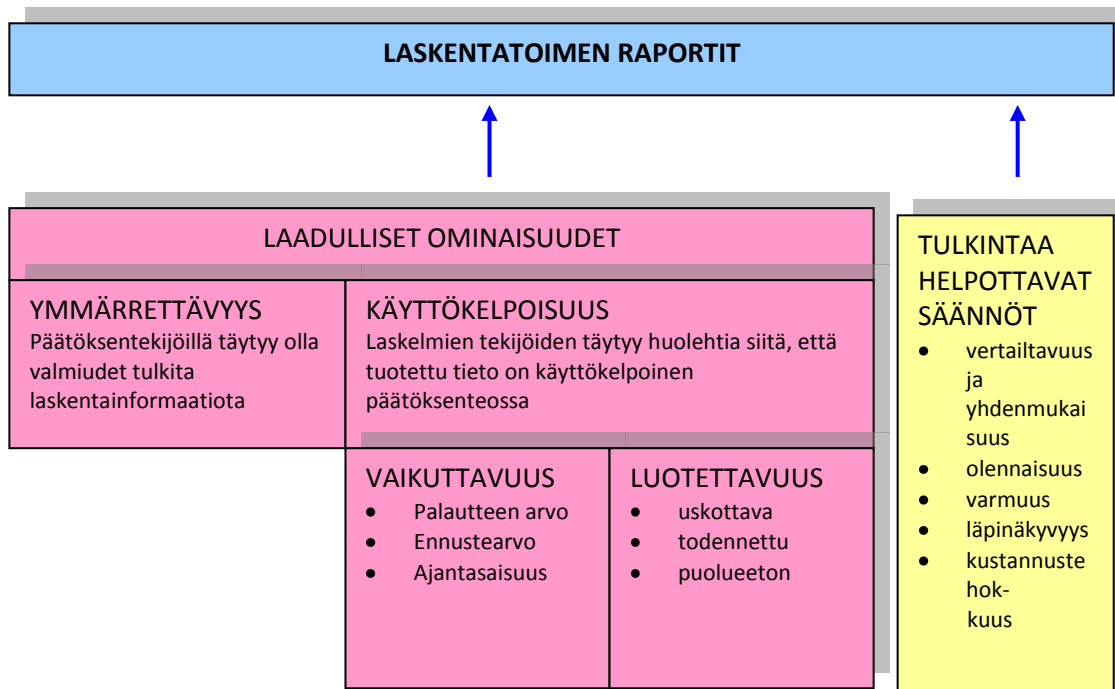 LASKENTATOIMEN RAPORTIT
LAADULLISET OMINAISUUDET
YMMÄRRETTÄVYYS
Päätöksentekijöillä täytyy olla
valmiudet tulkita
laskentainformaatiota
KÄYTTÖKELPOISUUS
Laskelmien tekijöiden täytyy huolehtia siitä, että
tuotettu tieto on käyttökelpoinen
päätöksenteossa
VAIKUTTAVUUS
• Palautteen arvo
• Ennustearvo
• Ajantasaisuus
LUOTETTAVUUS
• uskottava
• todennettu
• puolueeton
TULKINTAA
HELPOTTAVAT
SÄÄNNÖT
• vertailtavuus
ja
yhdenmukai
suus
• olennaisuus
• varmuus
• läpinäkyvyys
• kustannuste
hok-
kuus